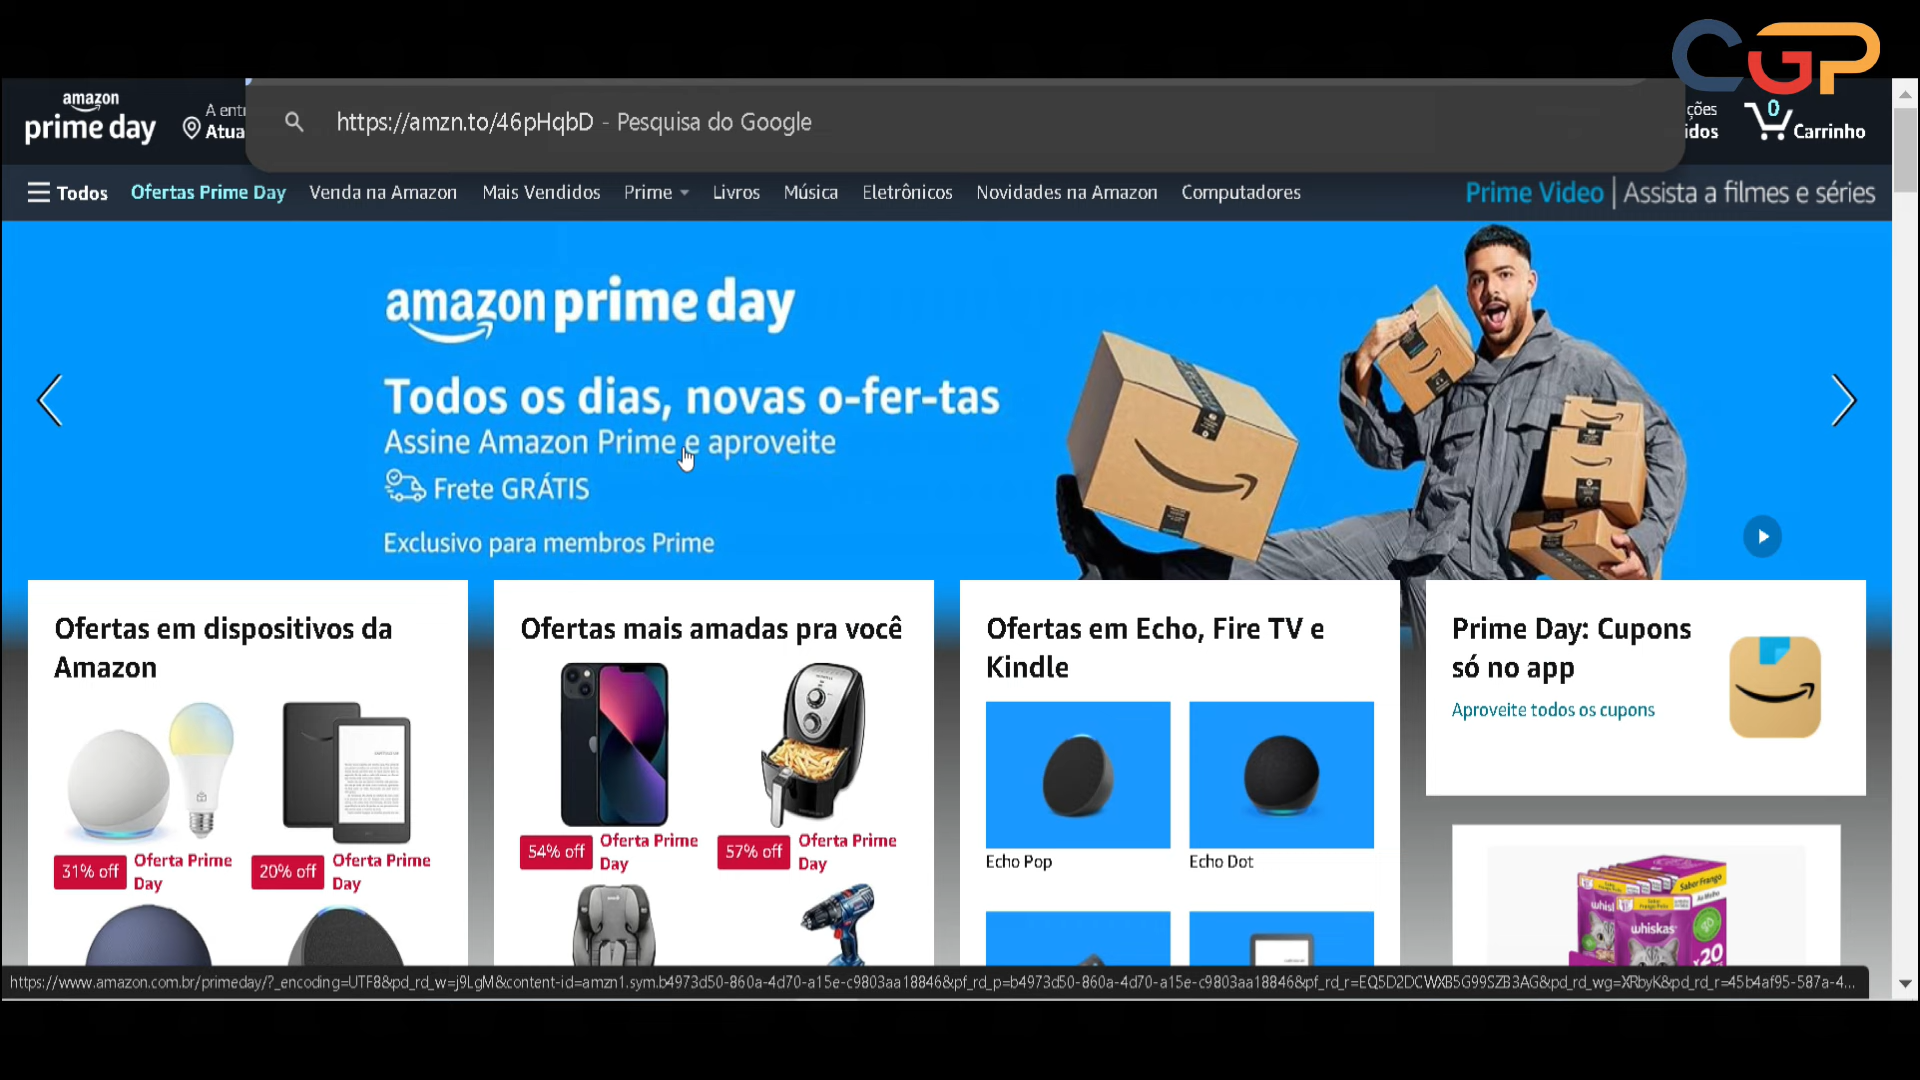 CGP
amazon
prime day
A entr
Atua
https://amzn.to/46pHqbD - Pesquisa do Google
ções
idos
0
Carrinho
Todos
Ofertas Prime Day
Venda na Amazon
Mais Vendidos
Prime
Livros
Música
Eletrônicos
Novidades na Amazon
Computadores
Prime Video | Assista a filmes e séries
amazon prime day
Todos os dias, novas o-fer-tas
Assine Amazon Prime e aproveite
Frete GRÁTIS
Exclusivo para membros Prime
Ofertas em dispositivos da
Amazon
31% off
Oferta Prime
Day
20% off
Oferta Prime
Day
Ofertas mais amadas pra você
54% off
Oferta Prime
Day
57% off
Oferta Prime
Day
Ofertas em Echo, Fire TV e
Kindle
Echo Pop
Echo Dot
Prime Day: Cupons
só no app
Aproveite todos os cupons
Sabor Frango
whiskas
x20
https://www.amazon.com.br/primeday/?_encoding=UTF8&pd_rd_w=j9LgM&content-id=amzn1.sym.b4973d50-860a-4d70-a15e-c9803aa18846&pf_rd_p=b4973d50-860a-4d70-a15e-c9803aa18846&pf_rd_r=EQ5D2DCWXB5G99SZB3AG&pd_rd_wg=XRbyK&pd_rd_r=45b4af95-587a-4...